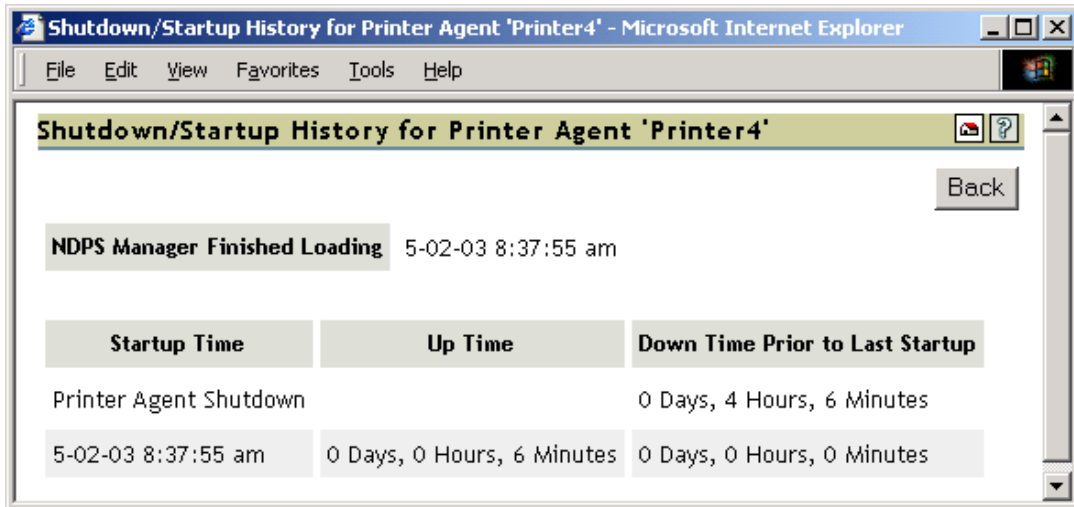 Shutdown/Startup History for Printer Agent 'Printer4' - Microsoft Internet Explorer
File Edit View Favorites Tools Help
Shutdown/Startup History for Printer Agent 'Printer4'
?
Back
NDPS Manager Finished Loading 5-02-03 8:37:55 am
Startup Time Up Time Down Time Prior to Last Startup
Printer Agent Shutdown 0 Days, 4 Hours, 6 Minutes
5-02-03 8:37:55 am 0 Days, 0 Hours, 6 Minutes 0 Days, 0 Hours, 0 Minutes